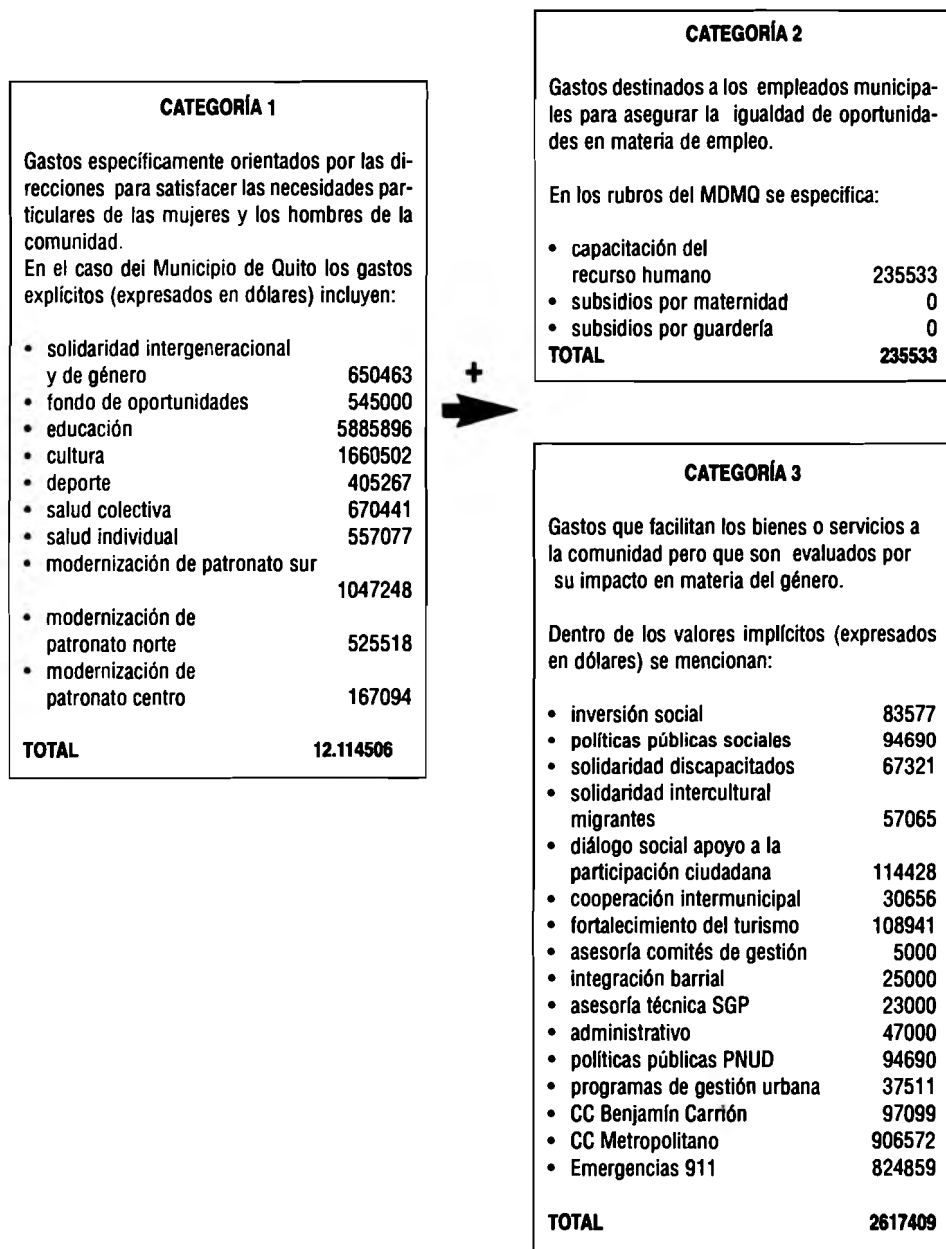 CATEGORÍA 1
Gastos específicamente orientados por las di-
recciones para satisfacer las necesidades par-
ticulares de las mujeres y los hombres de la
comunidad.
En el caso dei Municipio de Quito los gastos
explícitos (expresados en dólares) incluyen:
• solidaridad intergeneracional
y de género 650463
• fondo de oportunidades 545000
• educación 5885896
• cultura 1660502
• deporte 405267
• salud colectiva 670441
• salud individual 557077
• modernización de patronato sur
1047248
• modernización de
patronato norte 525518
• modernización de
patronato centro 167094
TOTAL 12.114506
+
CATEGORÍA 2
Gastos destinados a los empleados municipa-
les para asegurar la igualdad de oportunida-
des en materia de empleo.
En los rubros del MDMQ se especifica:
• capacitación del
recurso humano 235533
• subsidios por maternidad 0
• subsidios por guardería 0
TOTAL 235533
CATEGORÍA 3
Gastos que facilitan los bienes o servicios a
la comunidad pero que son evaluados por
su impacto en materia del género.
Dentro de los valores implícitos (expresados
en dólares) se mencionan:
• inversión social 83577
• políticas públicas sociales 94690
• solidaridad discapacitados 67321
• solidaridad intercultural
migrantes 57065
• diálogo social apoyo a la
participación ciudadana 114428
• cooperación intermunicipal 30656
• fortalecimiento del turismo 108941
• asesoría comités de gestión 5000
• integración barrial 25000
• asesoría técnica SGP 23000
• administrativo 47000
• políticas públicas PNUD 94690
• programas de gestión urbana 37511
• CC Benjamín Carrión 97099
• CC Metropolitano 906572
• Emergencias 911 824859
TOTAL 2617409